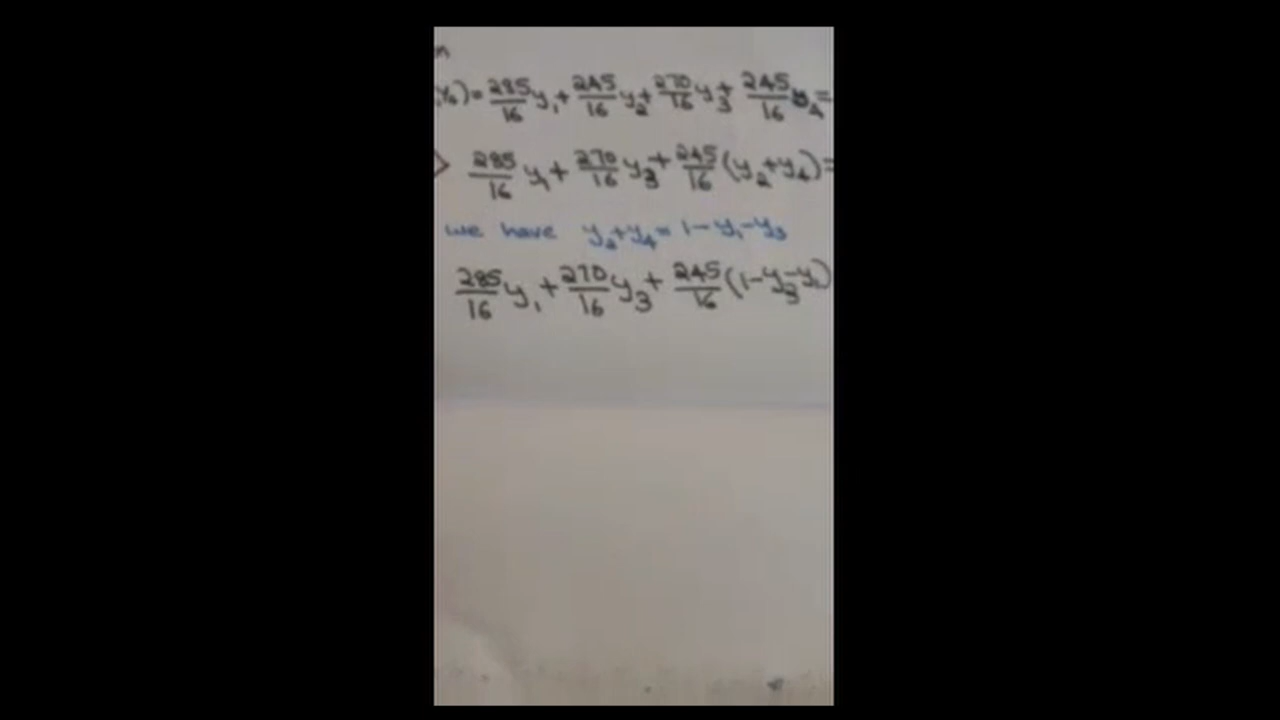 n
y₄) = 285/16 y₁ + 245/16 y₂ + 270/16 y₃ + 245/16 y₄ =
285/16 y₁ + 270/16 y₃ + 245/16 (y₂+y₄) =
we have y₂+y₄ = 1-y₁-y₃
285/16 y₁ + 270/16 y₃ + 245/16 (1-y₃-y₁)